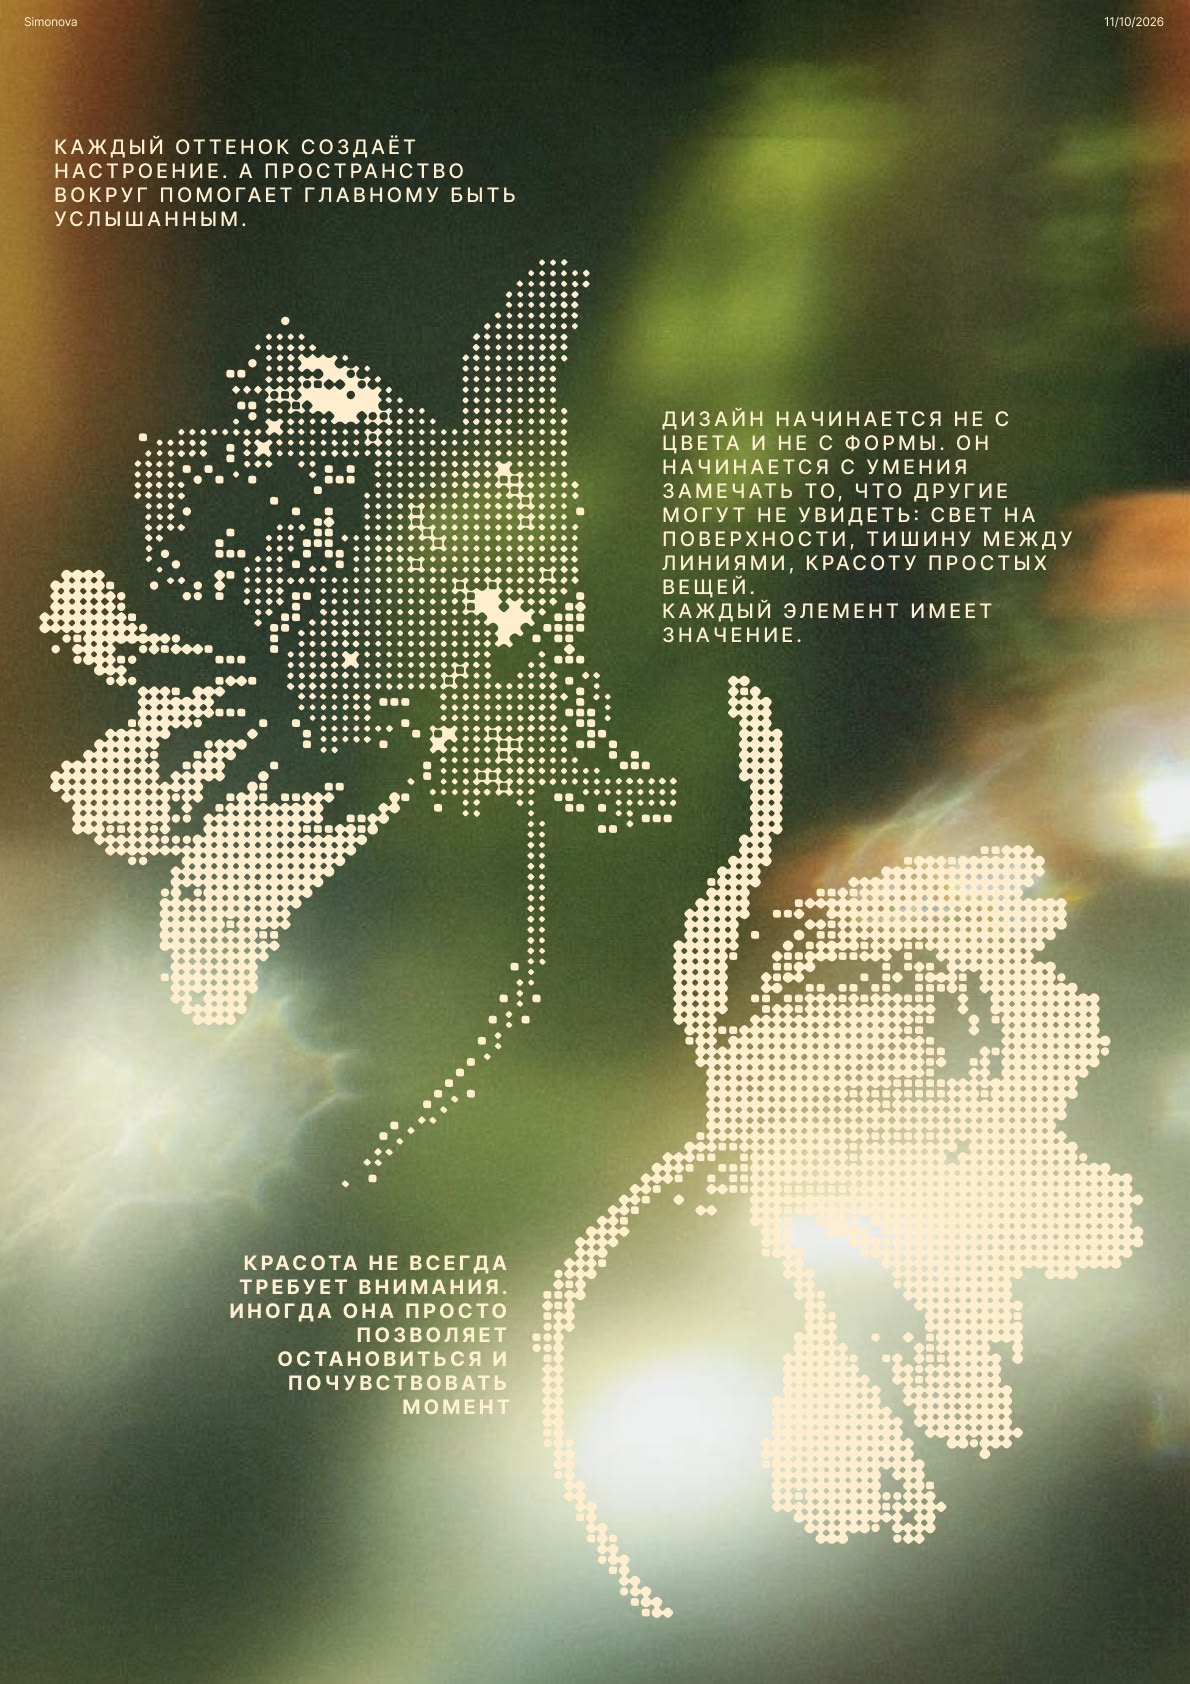 Simonova
11/10/2026
КАЖДЫЙ ОТТЕНОК СОЗДАЁТ
НАСТРОЕНИЕ. А ПРОСТРАНСТВО
ВОКРУГ ПОМОГАЕТ ГЛАВНОМУ БЫТЬ
УСЛЫШАННЫМ.
ДИЗАЙН НАЧИНАЕТСЯ НЕ С
ЦВЕТА И НЕ С ФОРМЫ. ОН
НАЧИНАЕТСЯ С УМЕНИЯ
ЗАМЕЧАТЬ ТО, ЧТО ДРУГИЕ
МОГУТ НЕ УВИДЕТЬ: СВЕТ НА
ПОВЕРХНОСТИ, ТИШИНУ МЕЖДУ
ЛИНИЯМИ, КРАСОТУ ПРОСТЫХ
ВЕЩЕЙ.
КАЖДЫЙ ЭЛЕМЕНТ ИМЕЕТ
ЗНАЧЕНИЕ.
КРАСОТА НЕ ВСЕГДА
ТРЕБУЕТ ВНИМАНИЯ.
ИНОГДА ОНА ПРОСТО
ПОЗВОЛЯЕТ
ОСТАНОВИТЬСЯ И
ПОЧУВСТВОВАТЬ
МОМЕНТ